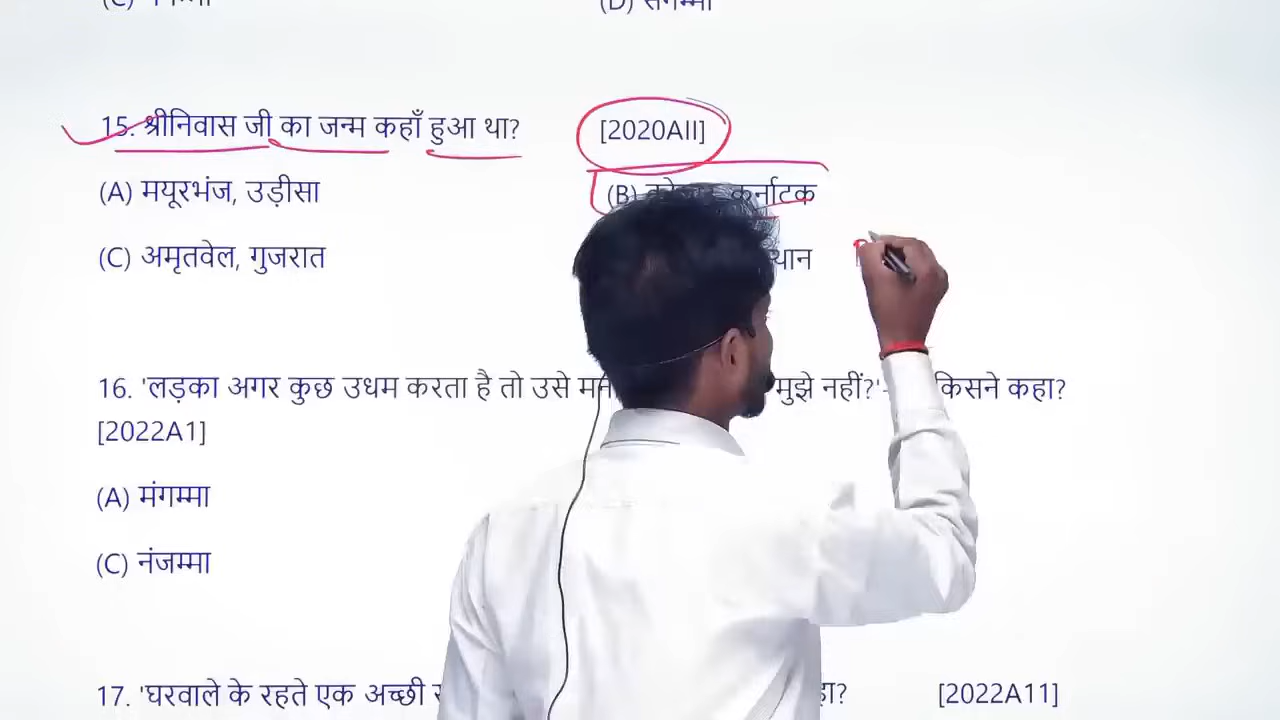 15. श्रीनिवास जी का जन्म कहाँ हुआ था? [2020AII]
(A) मयूरभंज, उड़ीसा (B) कर्नाटक
(C) अमृतवेल, गुजरात
16. 'लड़का अगर कुछ उधम करता है तो उसे मुझे नहीं?' किसने कहा?
[2022A1]
(A) मंगम्मा
(C) नंजम्मा
17. 'घरवाले के रहते एक अच्छी [2022A11]